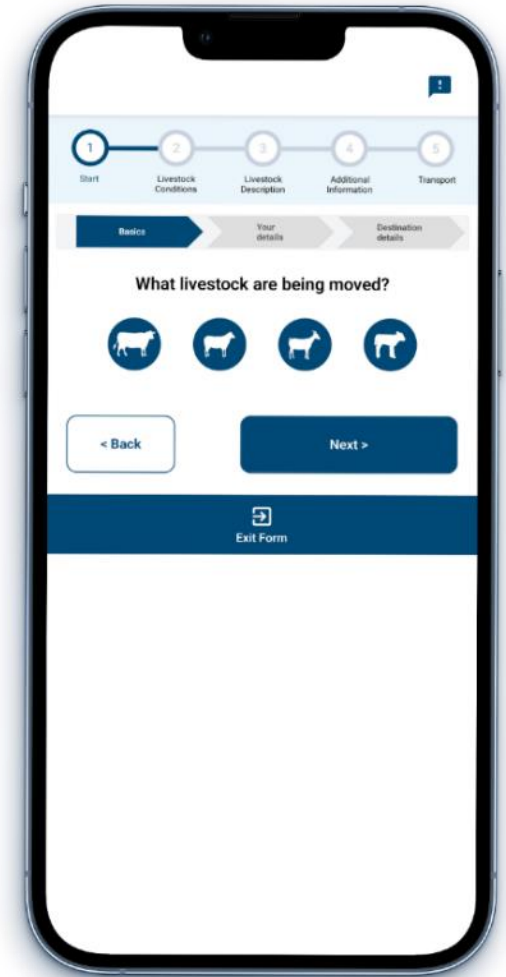 !
1
2
3
4
5
Start
Livestock
Conditions
Livestock
Description
Additional
Information
Transport
Basics
Your
details
Destination
details
What livestock are being moved?
< Back
Next >
Exit Form